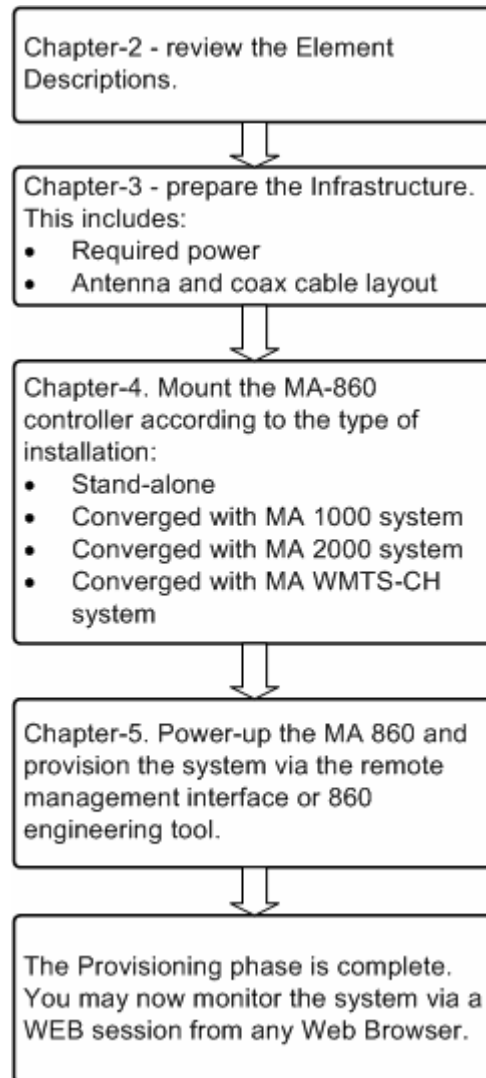 Chapter-2 - review the Element
Descriptions.
Chapter-3 - prepare the Infrastructure.
This includes:
• Required power
• Antenna and coax cable layout
Chapter-4. Mount the MA-860
controller according to the type of
installation:
• Stand-alone
• Converged with MA 1000 system
• Converged with MA 2000 system
• Converged with MA WMTS-CH
system
Chapter-5. Power-up the MA 860 and
provision the system via the remote
management interface or 860
engineering tool.
The Provisioning phase is complete.
You may now monitor the system via a
WEB session from any Web Browser.